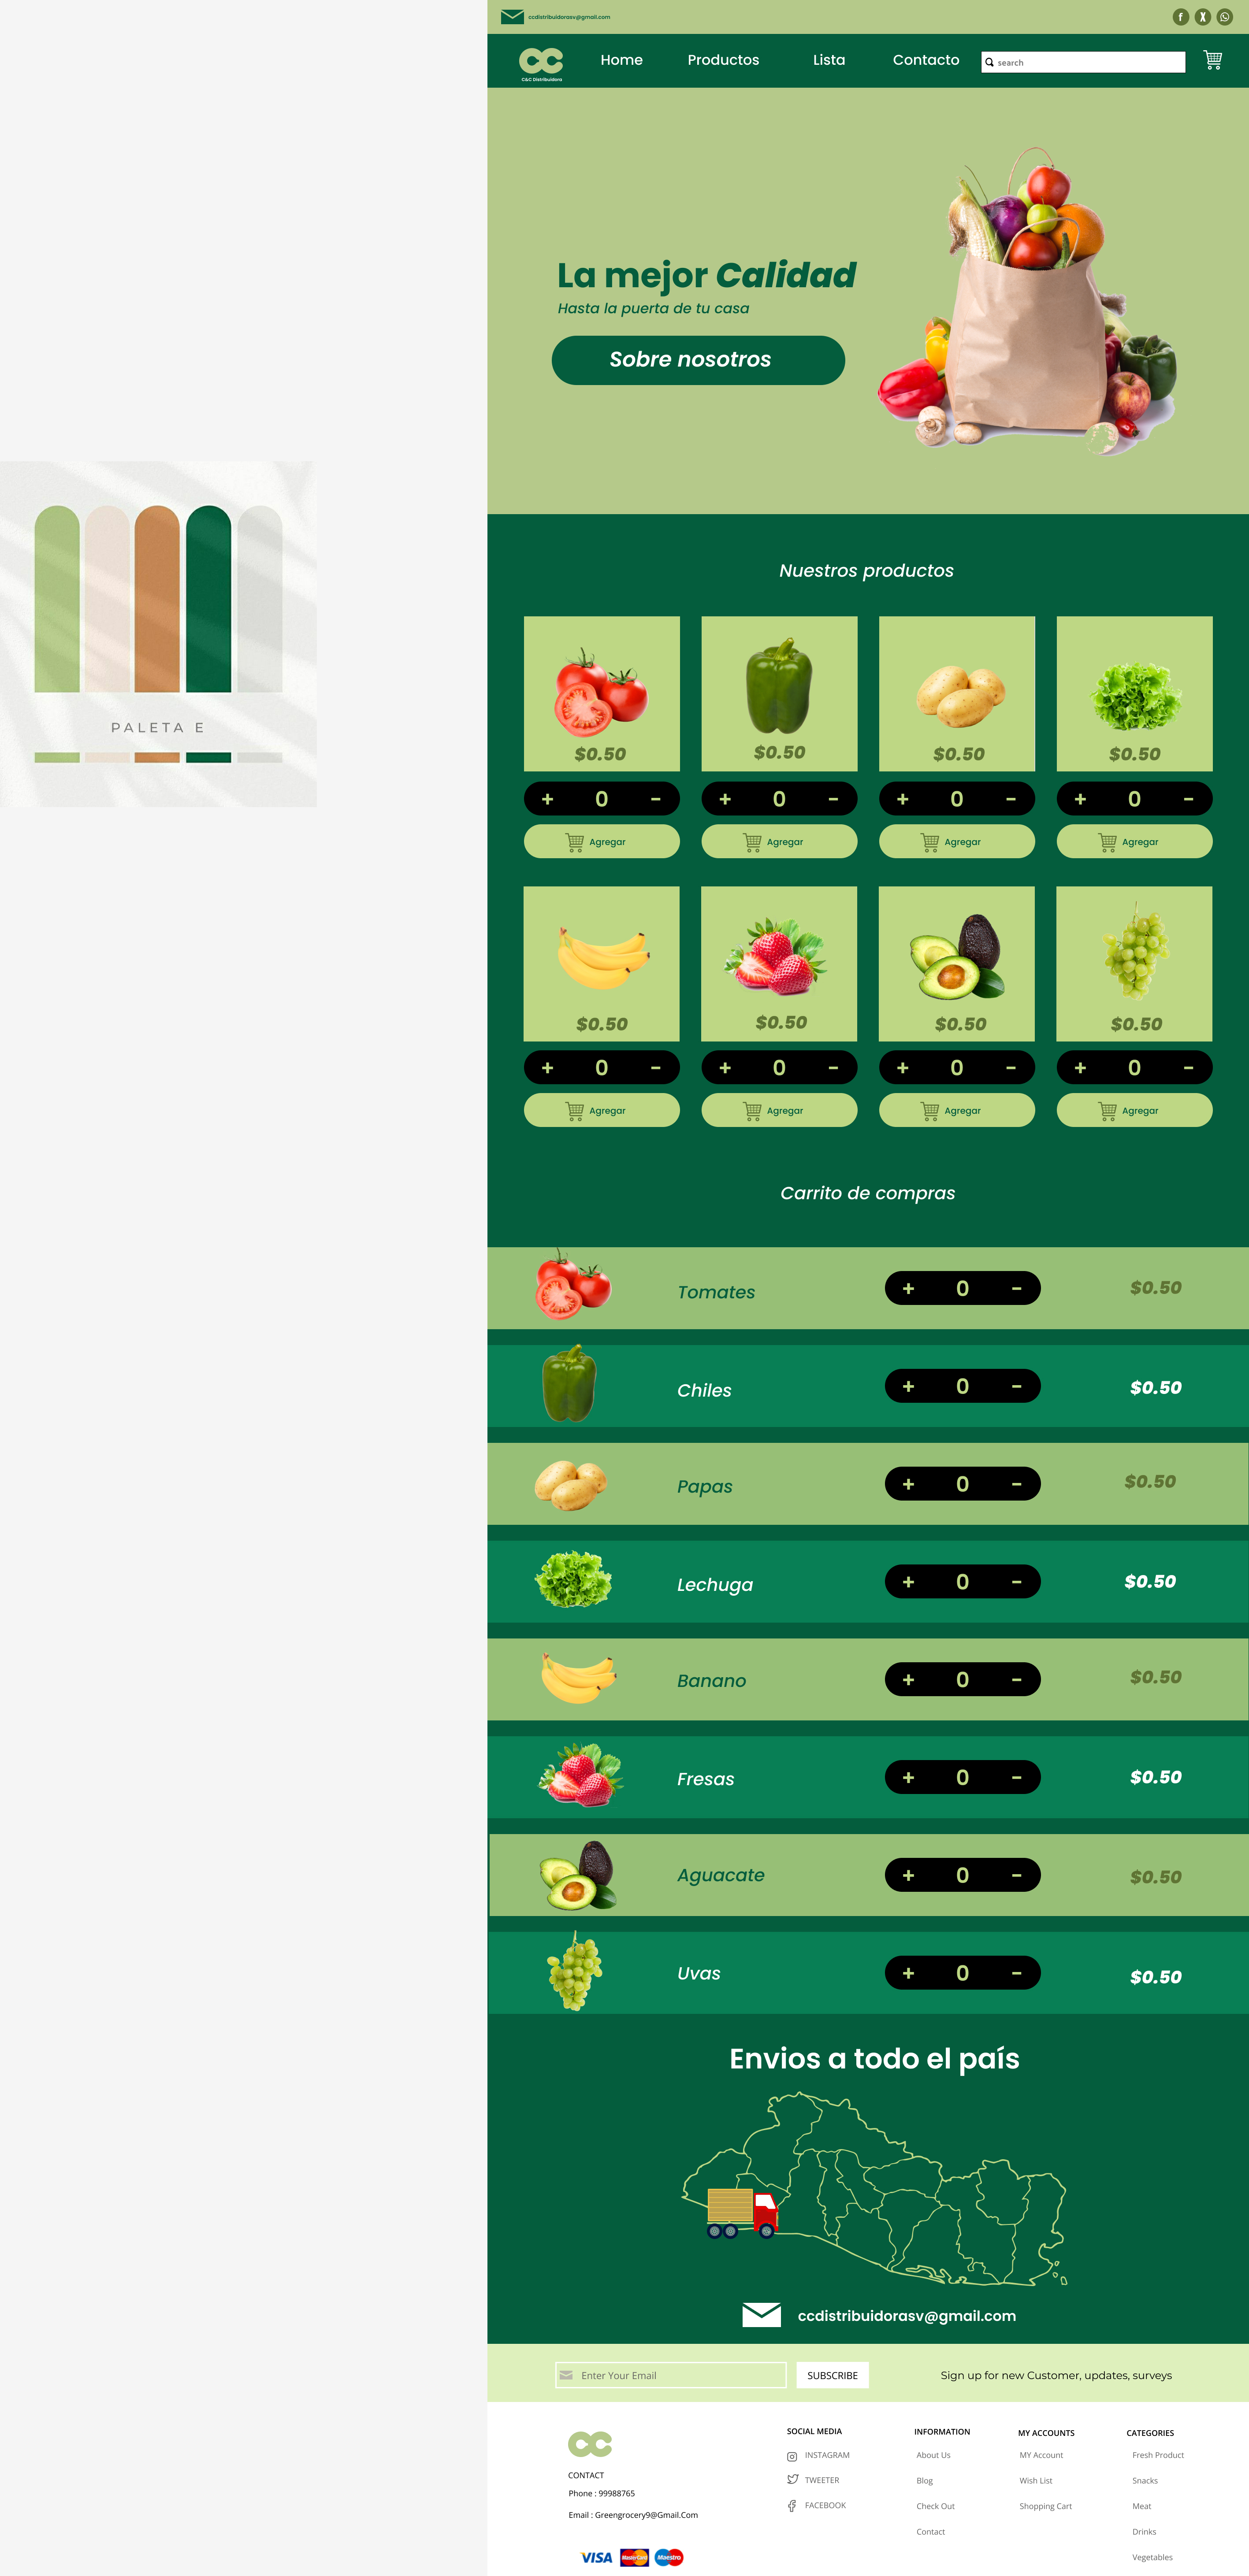 ccdistribuidorasv@gmail.com
C&C Distribuidora
Home
Productos
Lista
Contacto
search
La mejor Calidad
Hasta la puerta de tu casa
Sobre nosotros
PALETA E
Nuestros productos
$0.50
$0.50
$0.50
$0.50
+ 0 -
+ 0 -
+ 0 -
+ 0 -
Agregar
Agregar
Agregar
Agregar
$0.50
$0.50
$0.50
$0.50
+ 0 -
+ 0 -
+ 0 -
+ 0 -
Agregar
Agregar
Agregar
Agregar
Carrito de compras
Tomates
+ 0 -
$0.50
Chiles
+ 0 -
$0.50
Papas
+ 0 -
$0.50
Lechuga
+ 0 -
$0.50
Banano
+ 0 -
$0.50
Fresas
+ 0 -
$0.50
Aguacate
+ 0 -
$0.50
Uvas
+ 0 -
$0.50
Envios a todo el país
ccdistribuidorasv@gmail.com
Enter Your Email
SUBSCRIBE
Sign up for new Customer, updates, surveys
CONTACT
Phone : 99988765
Email : Greengrocery9@Gmail.Com
VISA
MasterCard
Maestro
SOCIAL MEDIA
INSTAGRAM
TWEETER
FACEBOOK
INFORMATION
About Us
Blog
Check Out
Contact
MY ACCOUNTS
MY Account
Wish List
Shopping Cart
CATEGORIES
Fresh Product
Snacks
Meat
Drinks
Vegetables